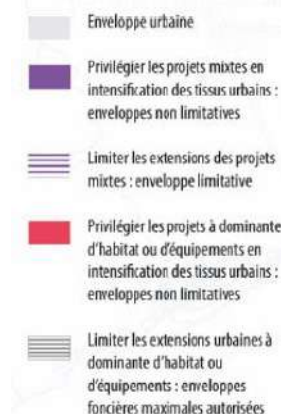 Enveloppe urbaine
Privilégier les projets mixtes en
intensification des tissus urbains :
enveloppes non limitatives
Limiter les extensions des projets
mixtes : enveloppe limitative
Privilégier les projets à dominante
d'habitat ou d'équipements en
intensification des tissus urbains :
enveloppes non limitatives
Limiter les extensions urbaines à
dominante d'habitat ou
d'équipements : enveloppes
foncières maximales autorisées